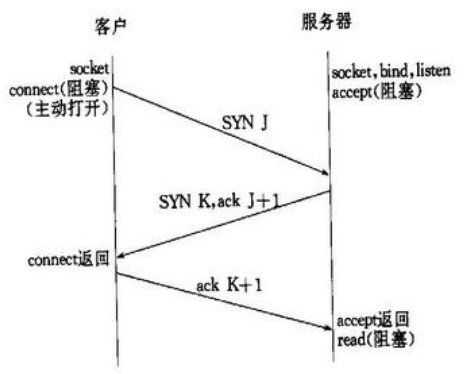 客户
服务器
socket
connect(阻塞)
(主动打开)
socket,bind,listen
accept(阻塞)
SYN J
SYN K,ack J+1
connect返回
ack K+1
accept返回
read(阻塞)